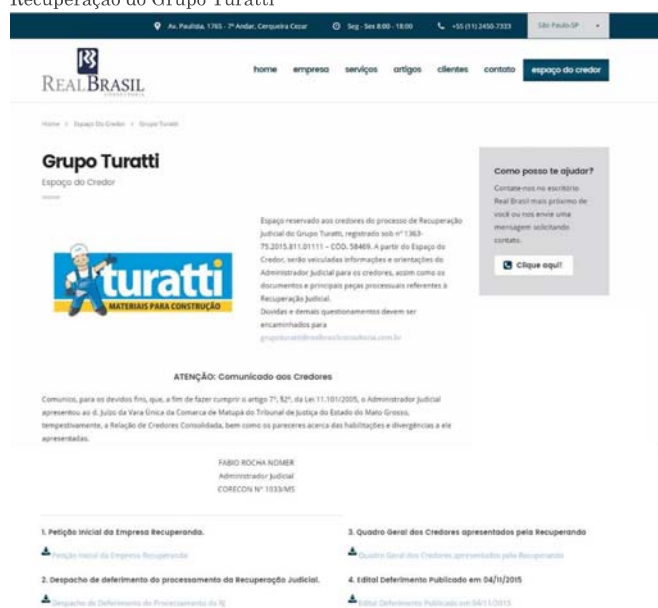 Recuperação do Grupo Turatti
Av. Paulista, 1765 - 7º Andar, Cerqueira Cezar
Seg - Sex 8:00 - 18:00
+55 (11) 2450-7333
São Paulo-SP
RB
REALBRASIL
CONSULTORIA
home empresa serviços artigos clientes contato espaço do credor
Home > Espaço Do Credor > Grupo Turatti
Grupo Turatti
Espaço do Credor
turatti
MATERIAIS PARA CONSTRUÇÃO
Espaço reservado aos credores do processo de Recuperação
Judicial do Grupo Turatti, registrado sob nº 1363-
75.2015.811.01111 – COD. 58469. A partir do Espaço do
Credor, serão veiculadas informações e orientações do
Administrador Judicial para os credores, assim como os
documentos e principais peças processuais referentes à
Recuperação Judicial.
Dúvidas e demais questionamentos devem ser
encaminhados para
grupoturatti@realbrasilconsultoria.com.br
Como posso te ajudar?
Contate-nos no escritório
Real Brasil mais próximo de
você ou nos envie uma
mensagem solicitando
contato.
Clique aqui!
ATENÇÃO: Comunicado aos Credores
Comunico, para os devidos fins, que, a fim de fazer cumprir o artigo 7º, §2º, da Lei 11.101/2005, o Administrador Judicial
apresentou ao d. Juízo da Vara Única da Comarca de Matupá do Tribunal de Justiça do Estado do Mato Grosso,
tempestivamente, a Relação de Credores Consolidada, bem como os pareceres acerca das habilitações e divergências a ele
apresentadas.
FABIO ROCHA NOMER
Administrador Judicial
CORECON Nº 1033/MS
1. Petição Inicial da Empresa Recuperanda.
Petição Inicial da Empresa Recuperanda
2. Despacho de deferimento do processamento da Recuperação Judicial.
Despacho de Deferimento do Processamento da RJ
3. Quadro Geral dos Credores apresentados pela Recuperanda
Quadro Geral dos Credores apresentados pela Recuperanda
4. Edital Deferimento Publicado em 04/11/2015
Edital Deferimento Publicado em 04/11/2015